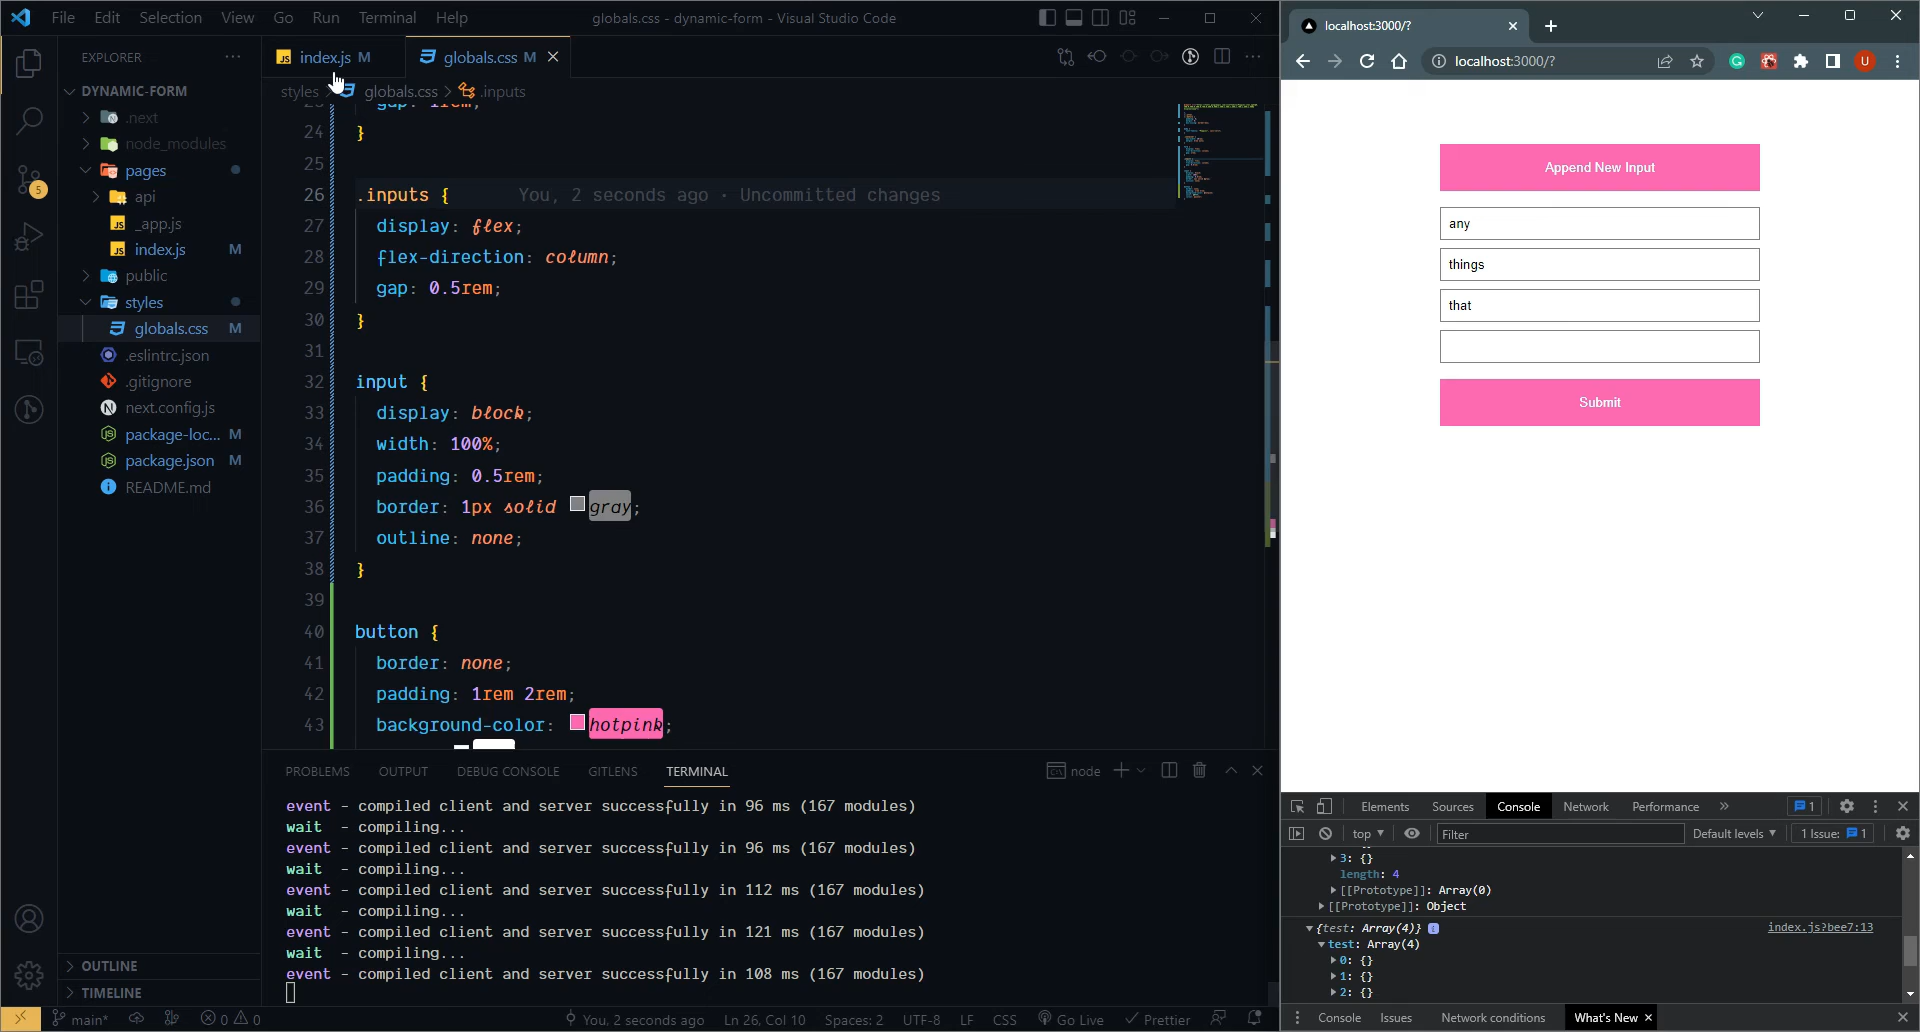 File Edit Selection View Go Run Terminal Help
globals.css - dynamic-form - Visual Studio Code
EXPLORER
DYNAMIC-FORM
.next
node_modules
pages
api
_app.js
index.js M
public
styles
globals.css M
.eslintrc.json
.gitignore
next.config.js
package-loc... M
package.json M
README.md
OUTLINE
TIMELINE
5
index.js M
globals.css M
styles > globals.css > .inputs
24 }
25
26 .inputs { You, 2 seconds ago • Uncommitted changes
27 display: flex;
28 flex-direction: column;
29 gap: 0.5rem;
30 }
31
32 input {
33 display: block;
34 width: 100%;
35 padding: 0.5rem;
36 border: 1px solid gray;
37 outline: none;
38 }
39
40 button {
41 border: none;
42 padding: 1rem 2rem;
43 background-color: hotpink;
PROBLEMS OUTPUT DEBUG CONSOLE GITLENS TERMINAL
node
event - compiled client and server successfully in 96 ms (167 modules)
wait - compiling...
event - compiled client and server successfully in 96 ms (167 modules)
wait - compiling...
event - compiled client and server successfully in 112 ms (167 modules)
wait - compiling...
event - compiled client and server successfully in 121 ms (167 modules)
wait - compiling...
event - compiled client and server successfully in 108 ms (167 modules)
main* 0 0 You, 2 seconds ago Ln 26, Col 10 Spaces: 2 UTF-8 LF CSS Go Live Prettier
localhost:3000/?
localhost:3000/?
U
Append New Input
any
things
that
Submit
Elements Sources Console Network Performance » 1
top Filter Default levels 1 Issue: 1
3: {}
length: 4
[[Prototype]]: Array(0)
[[Prototype]]: Object
{test: Array(4)} index.js?bee7:13
test: Array(4)
0: {}
1: {}
2: {}
Console Issues Network conditions What's New